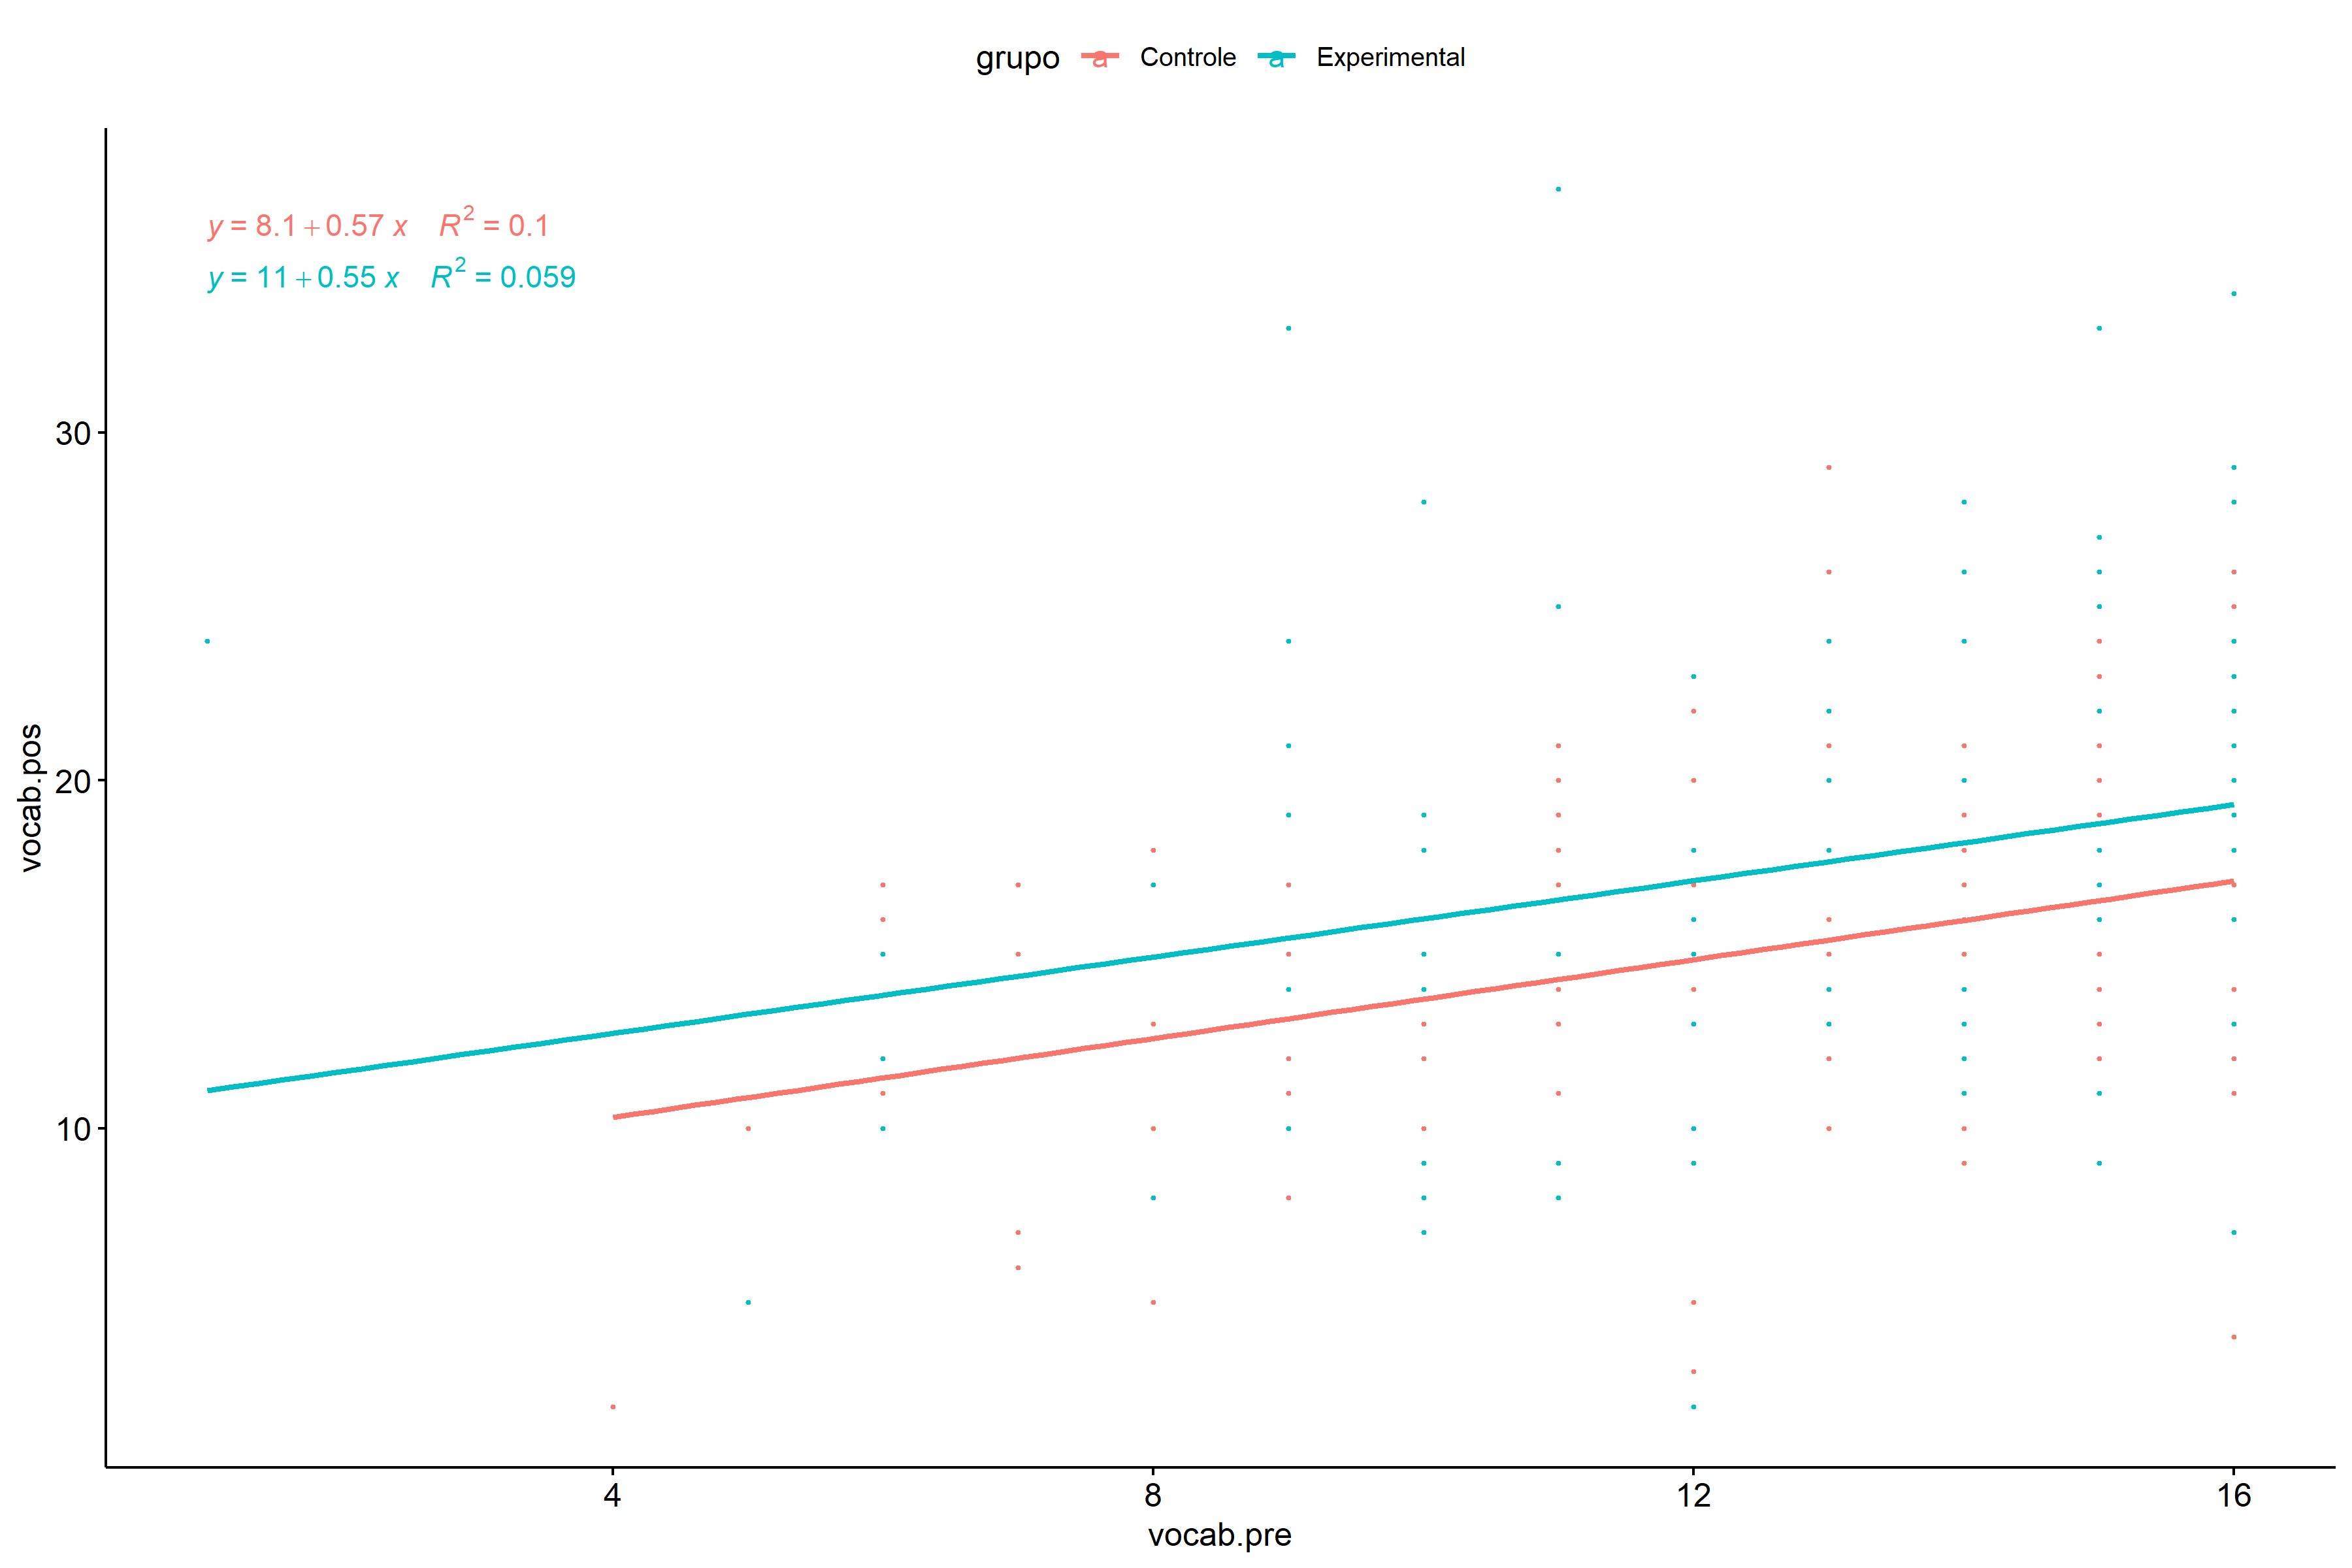 grupo a Controle a Experimental
y = 8.1 + 0.57 x R² = 0.1
y = 11 + 0.55 x R² = 0.059
30
20
10
vocab.pos
4 8 12 16
vocab.pre